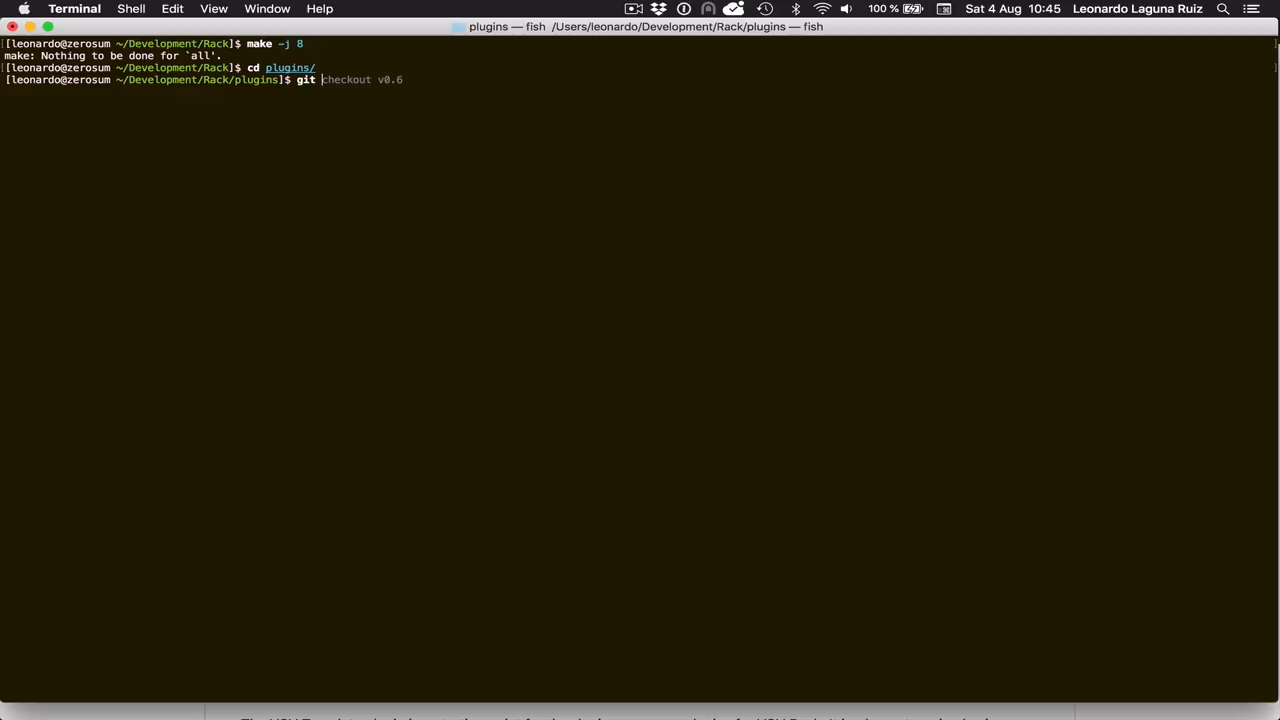 Terminal Shell Edit View Window Help 100 % Sat 4 Aug 10:45 Leonardo Laguna Ruiz
plugins — fish /Users/leonardo/Development/Rack/plugins — fish
[leonardo@zerosum ~/Development/Rack]$ make -j 8
make: Nothing to be done for `all'.
[leonardo@zerosum ~/Development/Rack]$ cd plugins/
[leonardo@zerosum ~/Development/Rack/plugins]$ git checkout v0.6